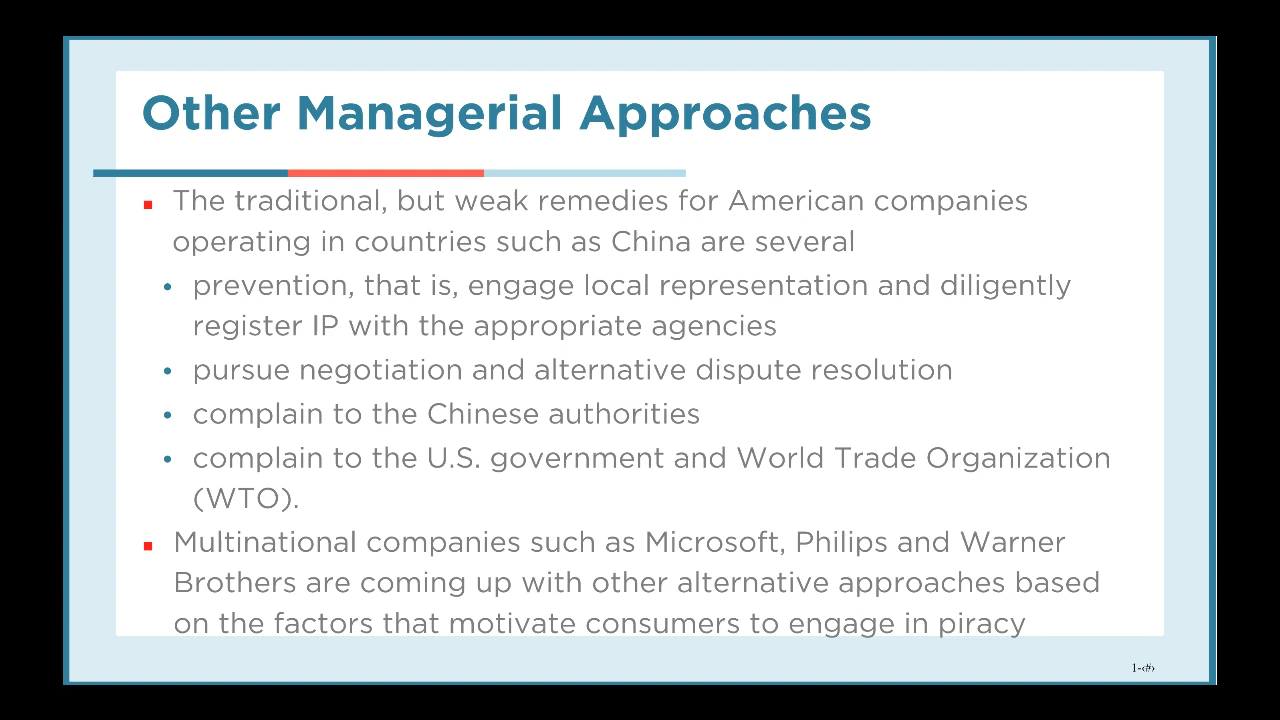 Other Managerial Approaches
▪ The traditional, but weak remedies for American companies
operating in countries such as China are several
• prevention, that is, engage local representation and diligently
register IP with the appropriate agencies
• pursue negotiation and alternative dispute resolution
• complain to the Chinese authorities
• complain to the U.S. government and World Trade Organization
(WTO).
▪ Multinational companies such as Microsoft, Philips and Warner
Brothers are coming up with other alternative approaches based
on the factors that motivate consumers to engage in piracy
1-‹#›